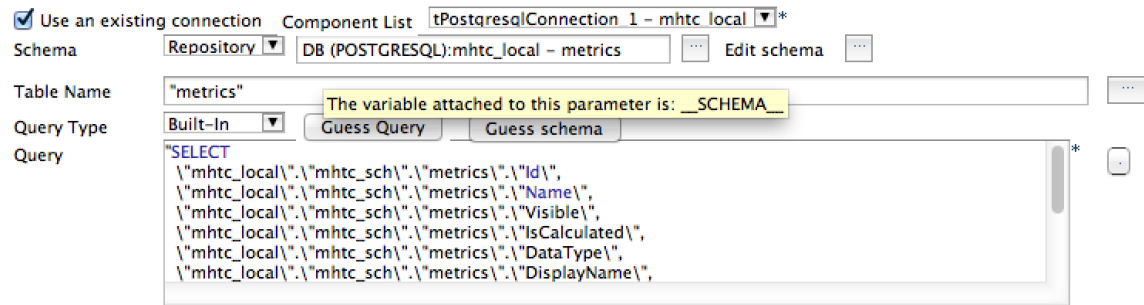 Use an existing connection Component List tPostgresqlConnection_1 - mhtc_local *
Schema Repository DB (POSTGRESQL):mhtc_local - metrics ... Edit schema ...
Table Name "metrics" ...
The variable attached to this parameter is: __SCHEMA__
Query Type Built-In Guess Query Guess schema
Query "SELECT *
\"mhtc_local\".\"mhtc_sch\".\"metrics\".\"Id\",
\"mhtc_local\".\"mhtc_sch\".\"metrics\".\"Name\",
\"mhtc_local\".\"mhtc_sch\".\"metrics\".\"Visible\",
\"mhtc_local\".\"mhtc_sch\".\"metrics\".\"IsCalculated\",
\"mhtc_local\".\"mhtc_sch\".\"metrics\".\"DataType\",
\"mhtc_local\".\"mhtc_sch\".\"metrics\".\"DisplayName\",